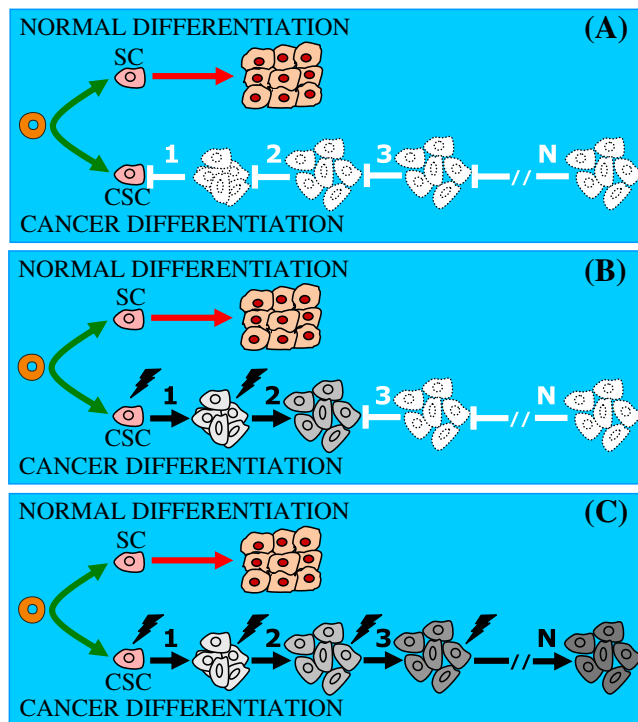 NORMAL DIFFERENTIATION
(A)
SC
1 2 3 N
//
CSC
CANCER DIFFERENTIATION
NORMAL DIFFERENTIATION
(B)
SC
1 2 3 N
//
CSC
CANCER DIFFERENTIATION
NORMAL DIFFERENTIATION
(C)
SC
1 2 3 N
//
CSC
CANCER DIFFERENTIATION